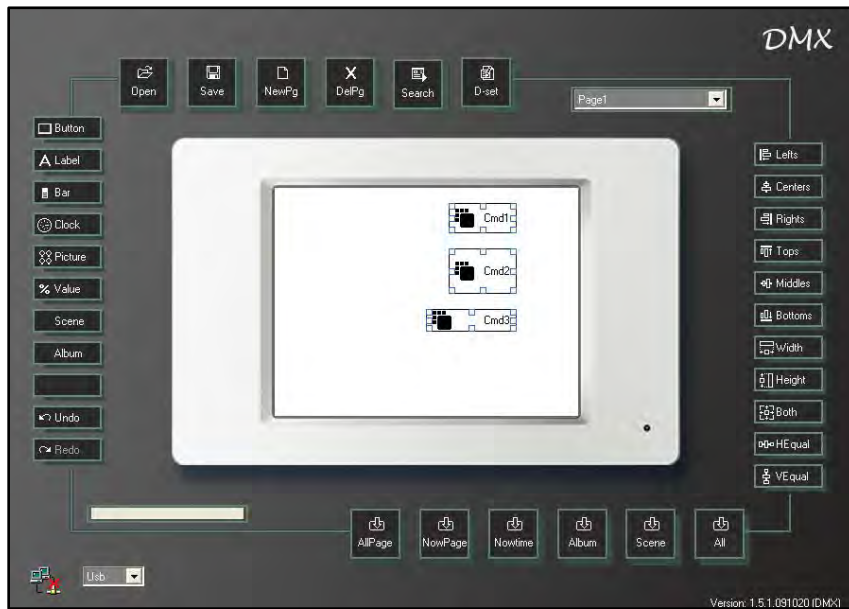 DMX
Open
Save
NewPg
DelPg
Search
D-set
Page1
Button
Label
Bar
Clock
Picture
Value
Scene
Album
Undo
Redo
Cmd1
Cmd2
Cmd3
Lefts
Centers
Rights
Tops
Middles
Bottoms
Width
Height
Both
HEqual
VEqual
AllPage
NowPage
Nowtime
Album
Scene
All
Usb
Version: 1.5.1.091020 (DMX)